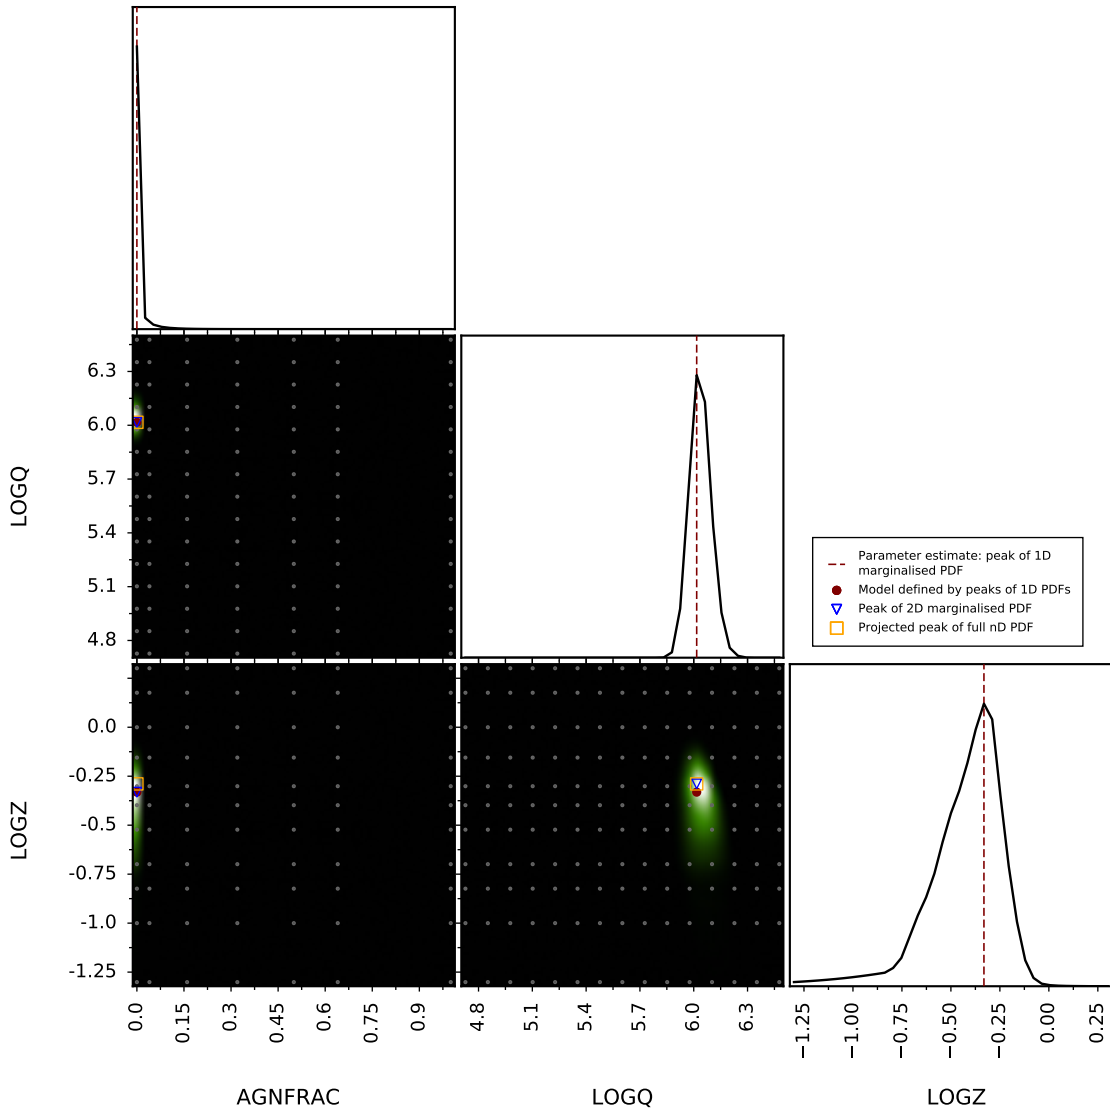 6.3
6.0
5.7
5.4
5.1
4.8
LOGQ
Parameter estimate: peak of 1D
marginalised PDF
Model defined by peaks of 1D PDFs
Peak of 2D marginalised PDF
Projected peak of full nD PDF
0.0
-0.25
-0.5
-0.75
-1.0
-1.25
LOGZ
0.0 0.15 0.3 0.45 0.6 0.75 0.9
4.8 5.1 5.4 5.7 6.0 6.3
−1.25 −1.00 −0.75 −0.50 −0.25 0.00 0.25
AGNFRAC
LOGQ
LOGZ